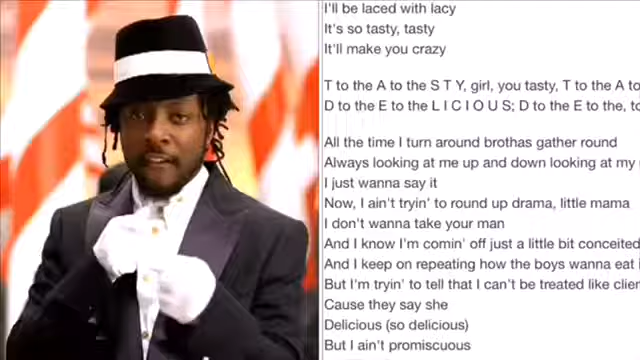 I'll be laced with lacy
It's so tasty, tasty
It'll make you crazy
T to the A to the S T Y, girl, you tasty, T to the A to
D to the E to the L I C I O U S; D to the E to the, to
All the time I turn around brothas gather round
Always looking at me up and down looking at my
I just wanna say it
Now, I ain't tryin' to round up drama, little mama
I don't wanna take your man
And I know I'm comin' off just a little bit conceited
And I keep on repeating how the boys wanna eat
But I'm tryin' to tell that I can't be treated like
Cause they say she
Delicious (so delicious)
But I ain't promiscuous